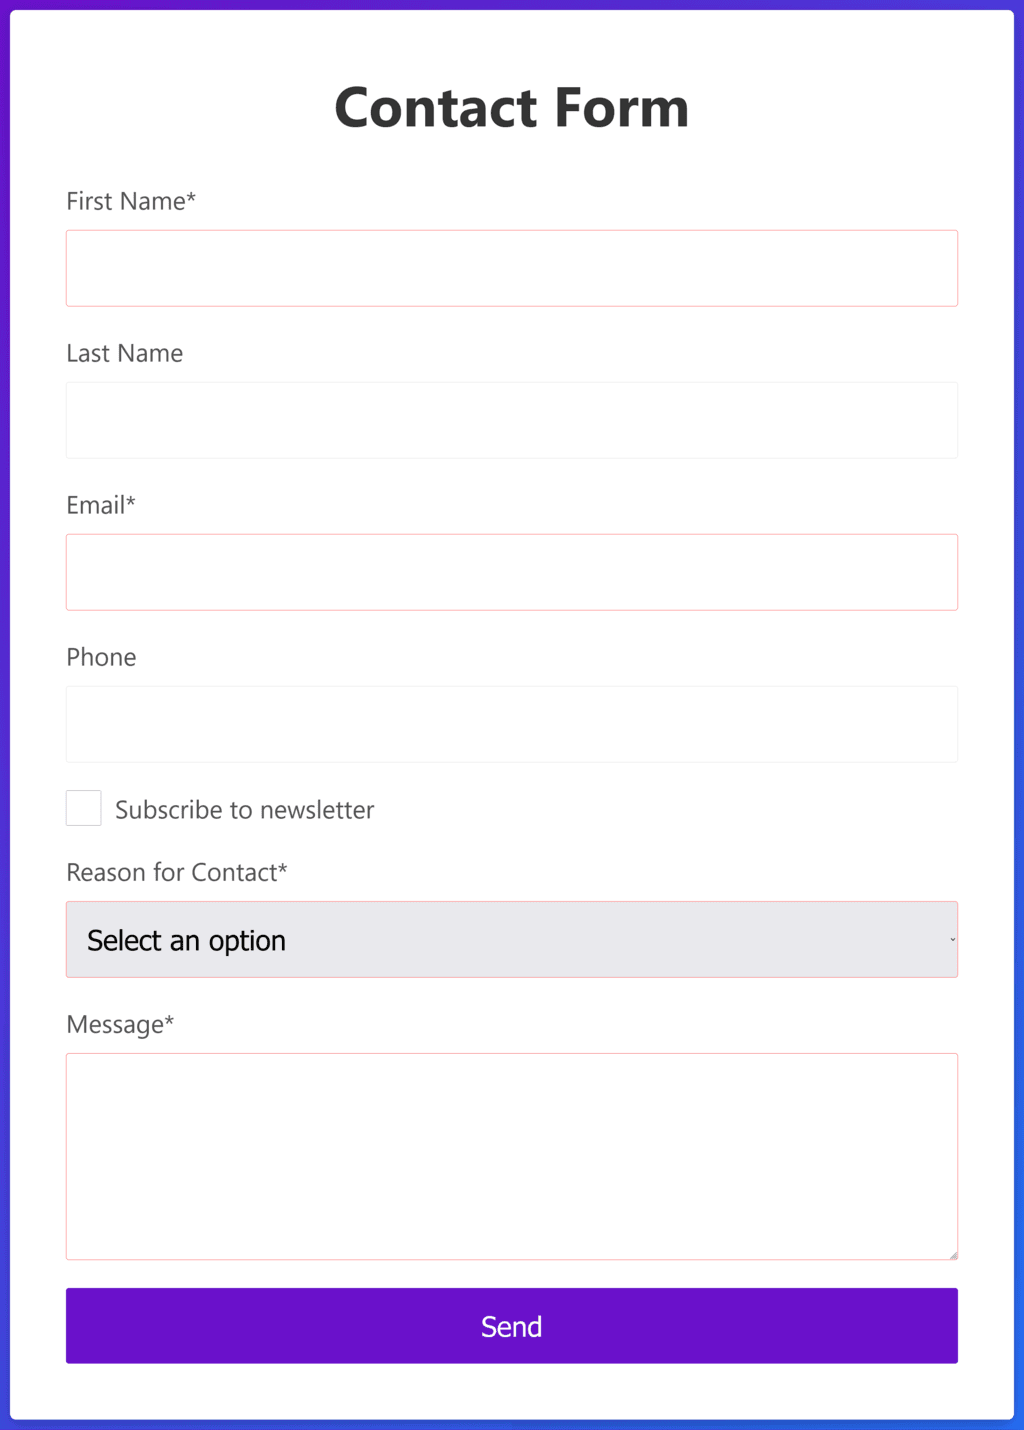 Contact Form
First Name*
Last Name
Email*
Phone
Subscribe to newsletter
Reason for Contact*
Select an option
Message*
Send